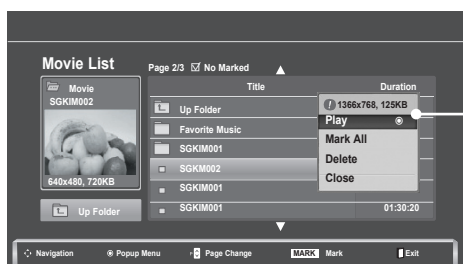 Movie List
Page 2/3 No Marked
Movie
SGKIM002
640x480, 720KB
Up Folder
Title
Duration
Up Folder
Favorite Music
SGKIM001
SGKM002
SGKIM001
SGKIM001
01:30:20
1366x768, 125KB
Play
Mark All
Delete
Close
Navigation
Popup Menu
Page Change
MARK Mark
Exit